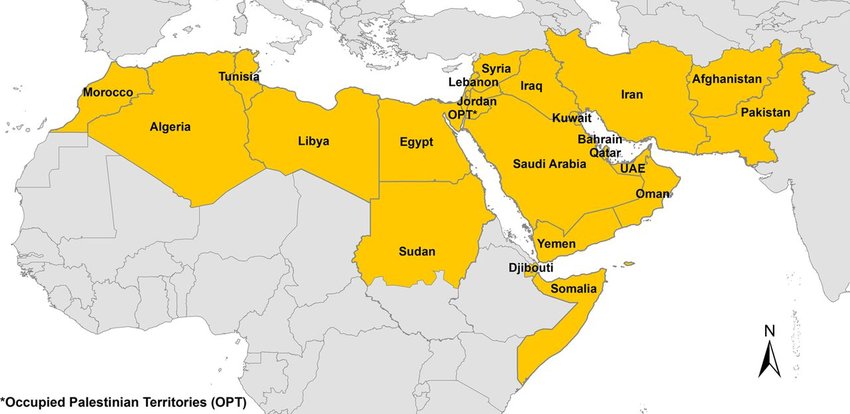 Morocco
Algeria
Tunisia
Libya
Egypt
Sudan
Syria
Lebanon
Jordan
OPT*
Iraq
Iran
Afghanistan
Pakistan
Kuwait
Bahrain
Qatar
UAE
Saudi Arabia
Oman
Yemen
Djibouti
Somalia
N
*Occupied Palestinian Territories (OPT)